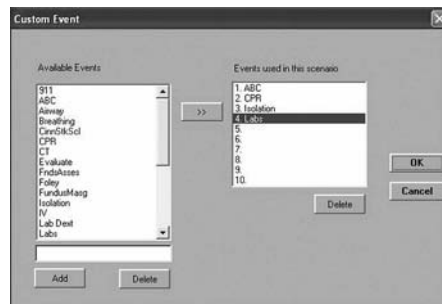 Custom Event
Available Events
911
ABC
Airway
Breathing
CinnStkScl
CPR
CT
Evaluate
FndsAsses
Foley
FundusMasg
Isolation
IV
Lab Dext
Labs
Add
Delete
>>
Events used in this scenario
1. ABC
2. CPR
3. Isolation
4. Labs
5.
6.
7.
8.
9.
10.
Delete
OK
Cancel